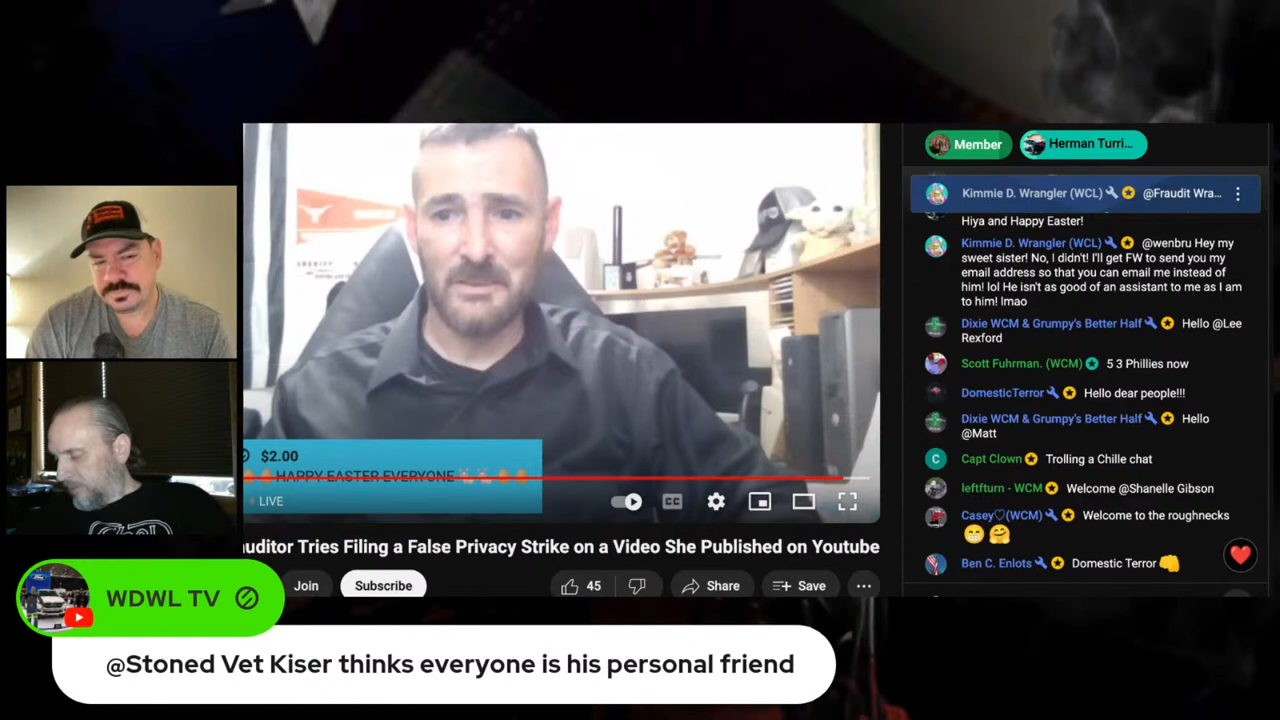 Member
Herman Turri...
Kimmie D. Wrangler (WCL) @Fraudit Wra...
Hiya and Happy Easter!
Kimmie D. Wrangler (WCL) @wenbru Hey my
sweet sister! No, I didn't! I'll get FW to send you my
email address so that you can email me instead of
him! lol He isn't as good of an assistant to me as I am
to him! lmao
Dixie WCM & Grumpy's Better Half Hello @Lee
Rexford
Scott Fuhrman. (WCM) 5 3 Phillies now
DomesticTerror Hello dear people!!!
Dixie WCM & Grumpy's Better Half Hello
@Matt
C Capt Clown Trolling a Chille chat
leftfturn - WCM Welcome @Shanelle Gibson
Casey♡(WCM) Welcome to the roughnecks
😁 🤗
Ben C. Enlots Domestic Terror 👊
$2.00
HAPPY EASTER EVERYONE
LIVE
CC
uditor Tries Filing a False Privacy Strike on a Video She Published on Youtube
Join
Subscribe
45
Share
Save
WDWL TV
@Stoned Vet Kiser thinks everyone is his personal friend